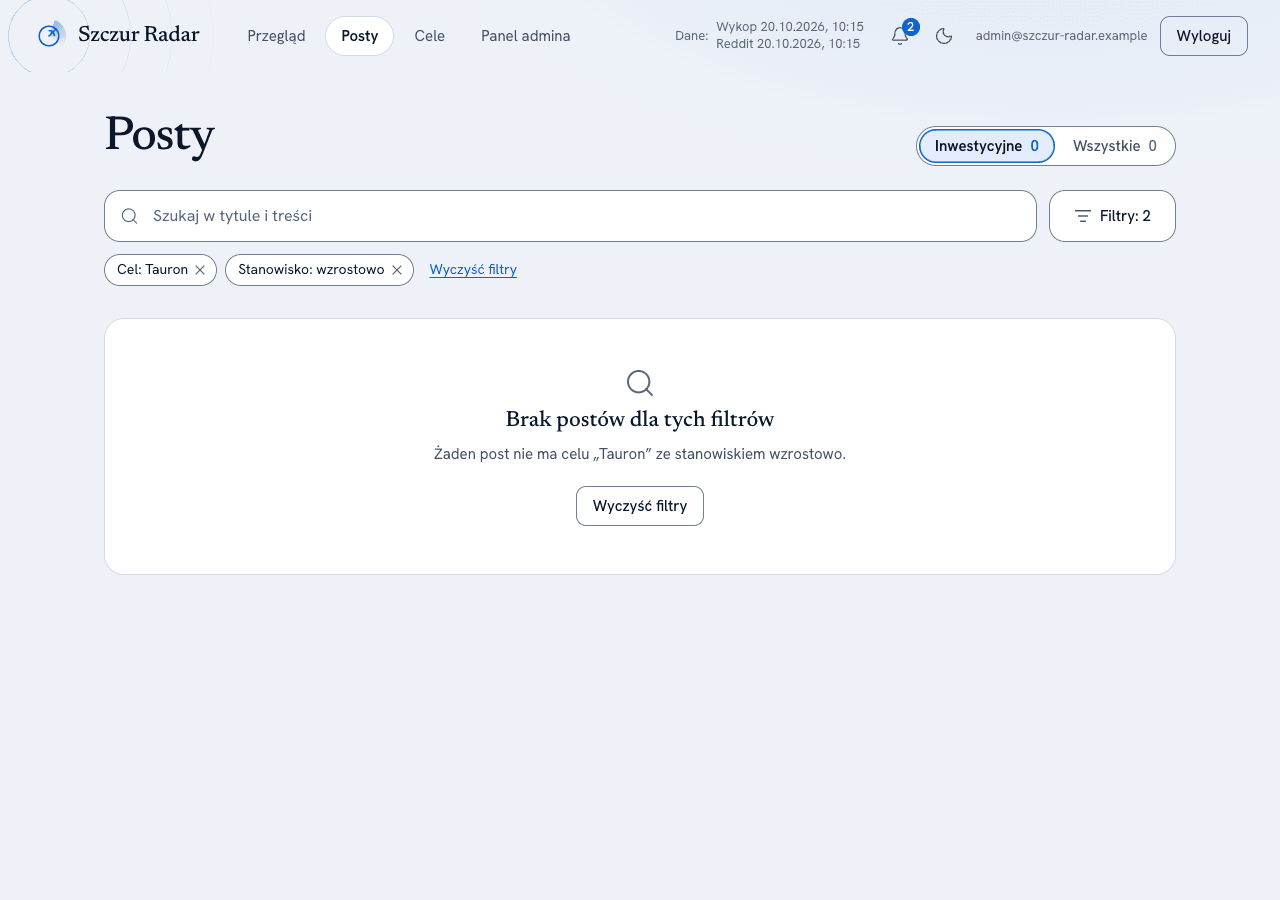 Szczur Radar
Przegląd
Posty
Cele
Panel admina
Dane:
Wykop 20.10.2026, 10:15
Reddit 20.10.2026, 10:15
2
admin@szczur-radar.example
Wyloguj
Posty
Inwestycyjne 0
Wszystkie 0
Szukaj w tytule i treści
Filtry: 2
Cel: Tauron
Stanowisko: wzrostowo
Wyczyść filtry
Brak postów dla tych filtrów
Żaden post nie ma celu „Tauron” ze stanowiskiem wzrostowo.
Wyczyść filtry